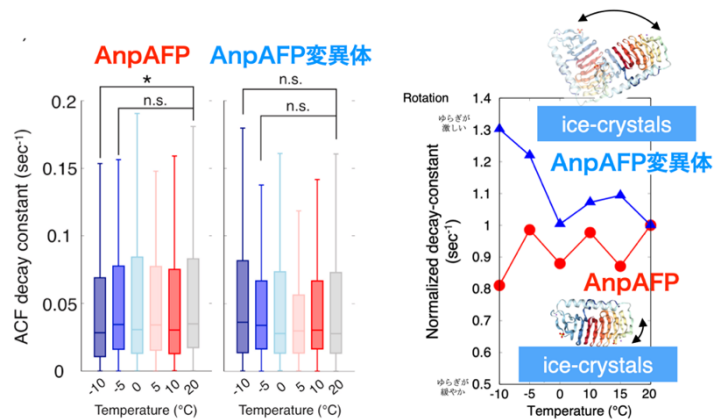 AnpAFP
AnpAFP変異体
*
n.s.
n.s.
n.s.
ACF decay constant (sec⁻¹)
0.2
0.15
0.1
0.05
0
-10
-5
0
5
10
20
Temperature (°C)
-10
-5
0
5
10
20
Temperature (°C)
Rotation
ゆらぎが
激しい
ice-crystals
AnpAFP変異体
Normalized decay-constant
(sec⁻¹)
1.4
1.3
1.2
1.1
1
0.9
0.8
0.7
0.6
0.5
AnpAFP
ice-crystals
ゆらぎが
緩やか
-10
-5
0
10
15
20
Temperature (°C)